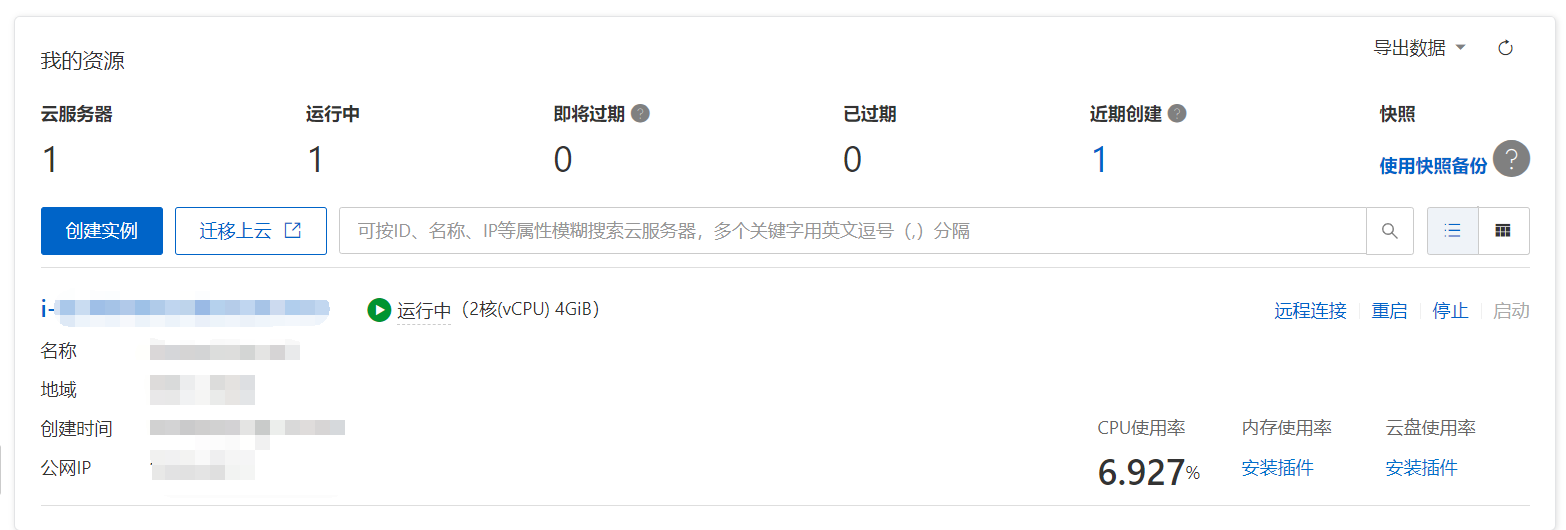 我的资源
导出数据
云服务器 运行中 即将过期 已过期 近期创建 快照
1 1 0 0 1 使用快照备份
创建实例 迁移上云 可按ID、名称、IP等属性模糊搜索云服务器，多个关键字用英文逗号（,）分隔
i- 运行中（2核(vCPU) 4GiB） 远程连接 重启 停止 启动
名称
地域
创建时间 CPU使用率 内存使用率 云盘使用率
公网IP 6.927% 安装插件 安装插件